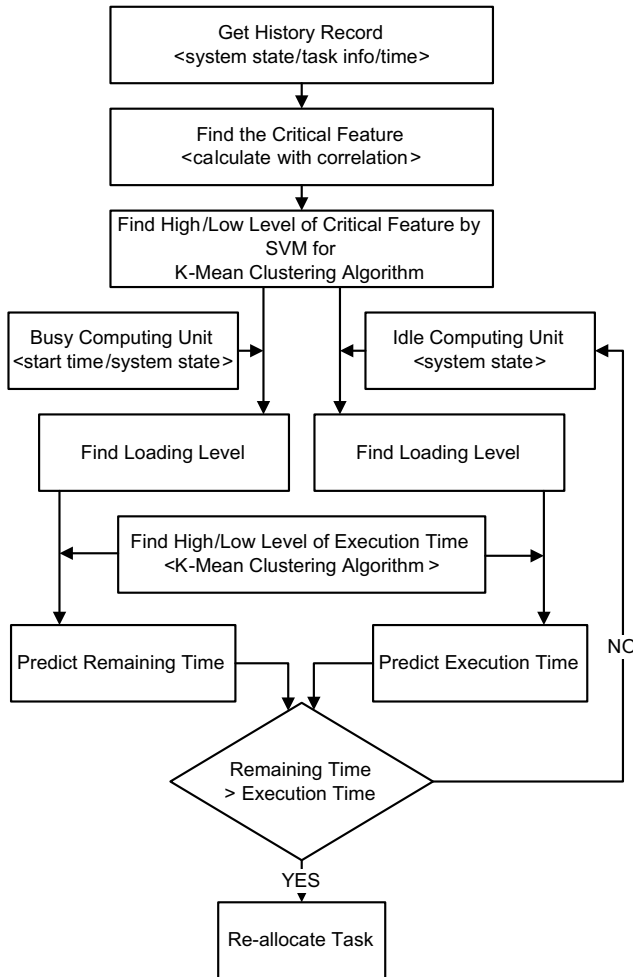 Get History Record
<system state/task info/time>
Find the Critical Feature
<calculate with correlation>
Find High/Low Level of Critical Feature by
SVM for
K-Mean Clustering Algorithm
Busy Computing Unit
<start time/system state>
Idle Computing Unit
<system state>
Find Loading Level
Find Loading Level
Find High/Low Level of Execution Time
<K-Mean Clustering Algorithm >
Predict Remaining Time
Predict Execution Time
NO
Remaining Time
> Execution Time
YES
Re-allocate Task